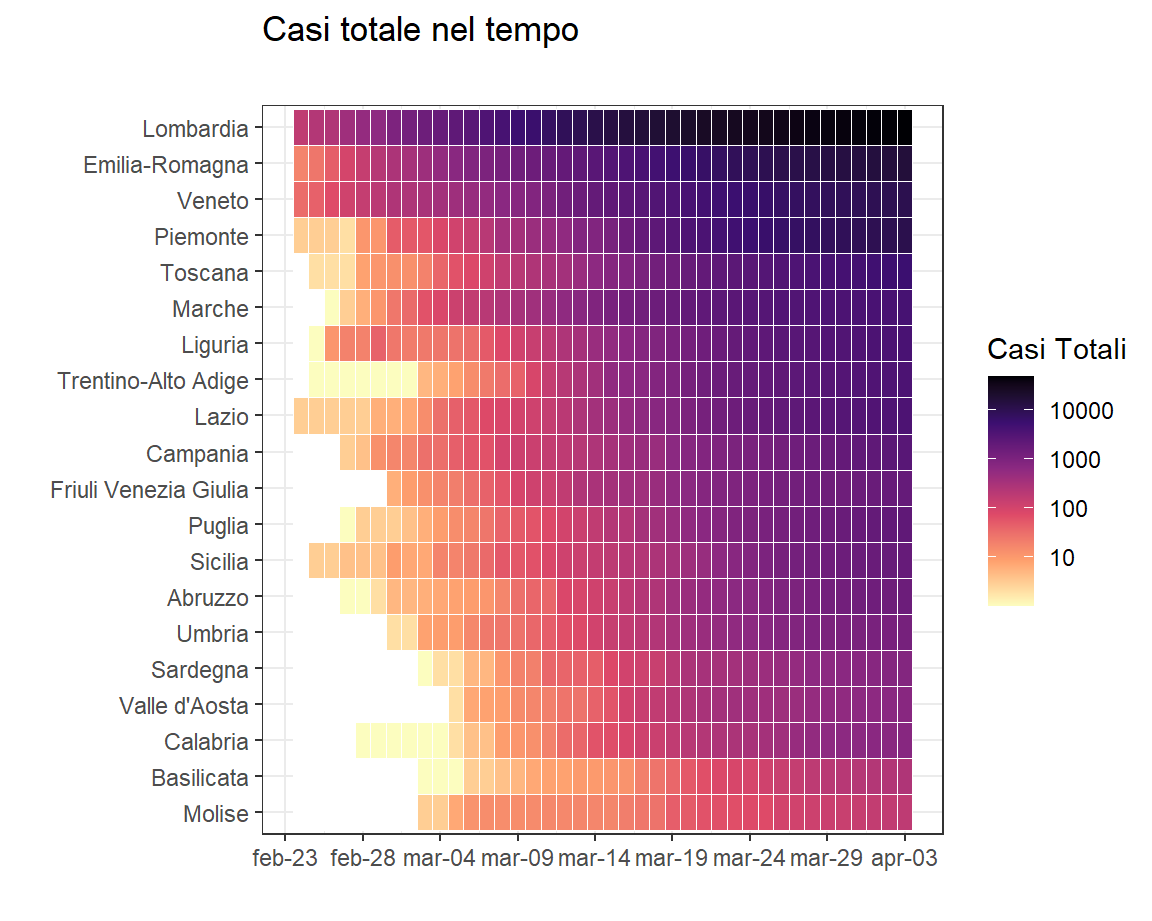 Casi totale nel tempo
Lombardia
Emilia-Romagna
Veneto
Piemonte
Toscana
Marche
Liguria
Trentino-Alto Adige
Lazio
Campania
Friuli Venezia Giulia
Puglia
Sicilia
Abruzzo
Umbria
Sardegna
Valle d'Aosta
Calabria
Basilicata
Molise
feb-23 feb-28 mar-04 mar-09 mar-14 mar-19 mar-24 mar-29 apr-03
Casi Totali
10000
1000
100
10